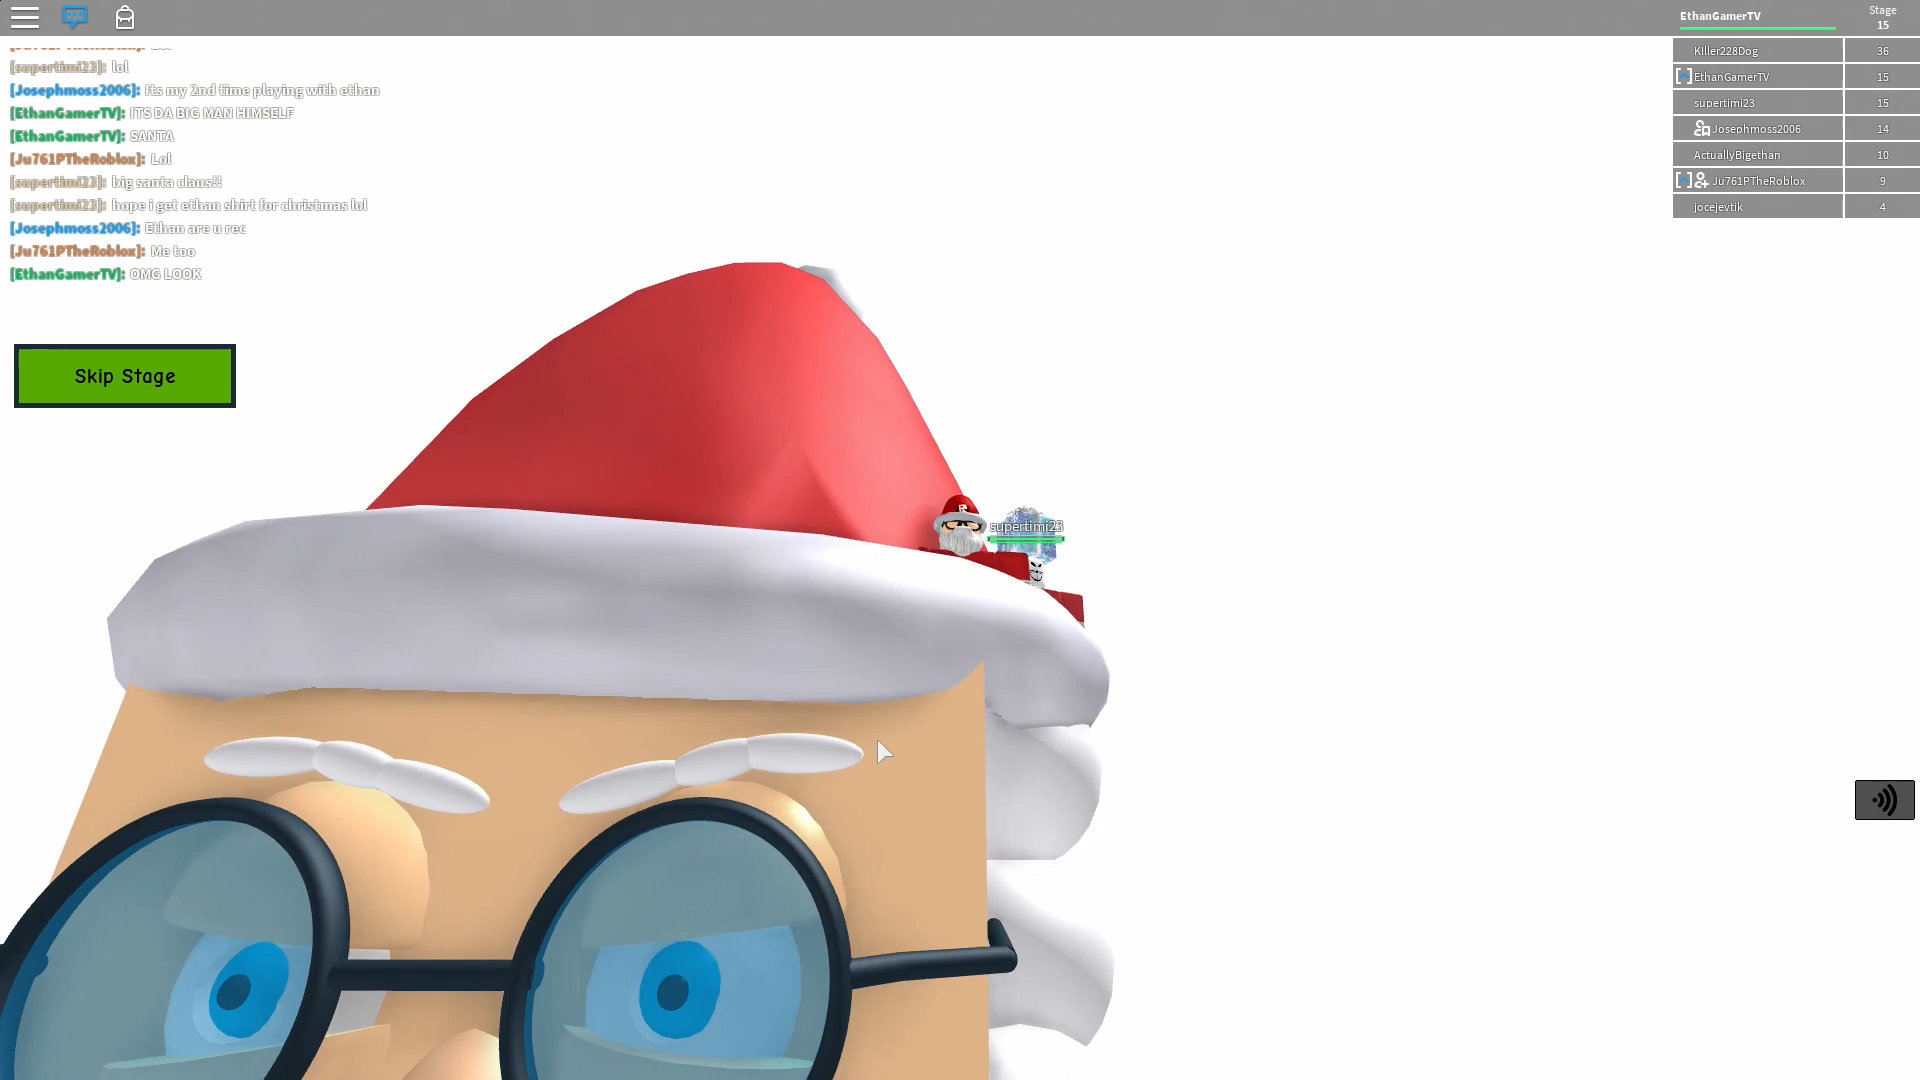 EthanGamerTV
Stage
15
KIller228Dog 36
EthanGamerTV 15
supertimi23 15
Josephmoss2006 14
ActuallyBigethan 10
Ju761PTheRoblox 9
jocejevtik 4
[supertimi23]: lol
[Josephmoss2006]: Its my 2nd time playing with ethan
[EthanGamerTV]: ITS DA BIG MAN HIMSELF
[EthanGamerTV]: SANTA
[Ju761PTheRoblox]: Lol
[supertimi23]: big santa claus!!
[supertimi23]: hope i get ethan shirt for christmas lol
[Josephmoss2006]: Ethan are u rec
[Ju761PTheRoblox]: Me too
[EthanGamerTV]: OMG LOOK
Skip Stage
supertimi23